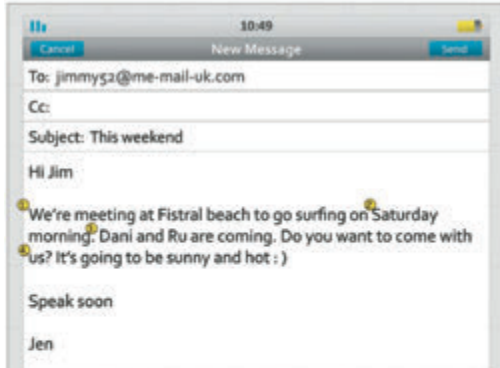 10:49
Cancel New Message Send
To: jimmy52@me-mail-uk.com
Cc:
Subject: This weekend
Hi Jim
We're meeting at Fistral beach to go surfing on Saturday
morning. Dani and Ru are coming. Do you want to come with
us? It's going to be sunny and hot : )
Speak soon
Jen